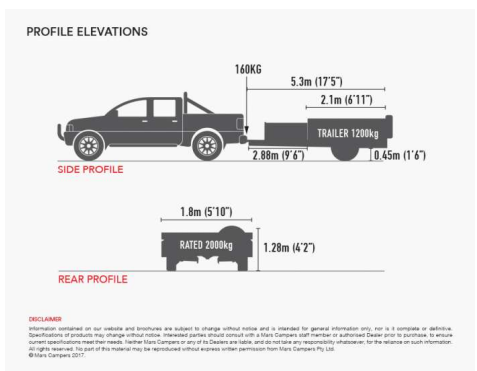 PROFILE ELEVATIONS
160KG
5.3m (17'5")
2.1m (6'11")
TRAILER 1200kg
2.88m (9'6")
0.45m (1'6")
SIDE PROFILE
1.8m (5'10")
RATED 2000kg
1.28m (4'2")
REAR PROFILE
DISCLAIMER
Information contained on our website and brochures are subject to change without notice and is intended for general information only, nor is it complete or definitive.
Specifications of products may change without notice. Interested parties should consult with a Mars Campers staff member or authorised Dealer prior to purchase, to ensure
current specifications meet their needs. Neither Mars Campers or any of its Dealers are liable, and do not take any responsibility whatsoever, for the reliance on such information.
All rights reserved. No part of this material may be reproduced without express written permission from Mars Campers Pty Ltd.
© Mars Campers 2017.